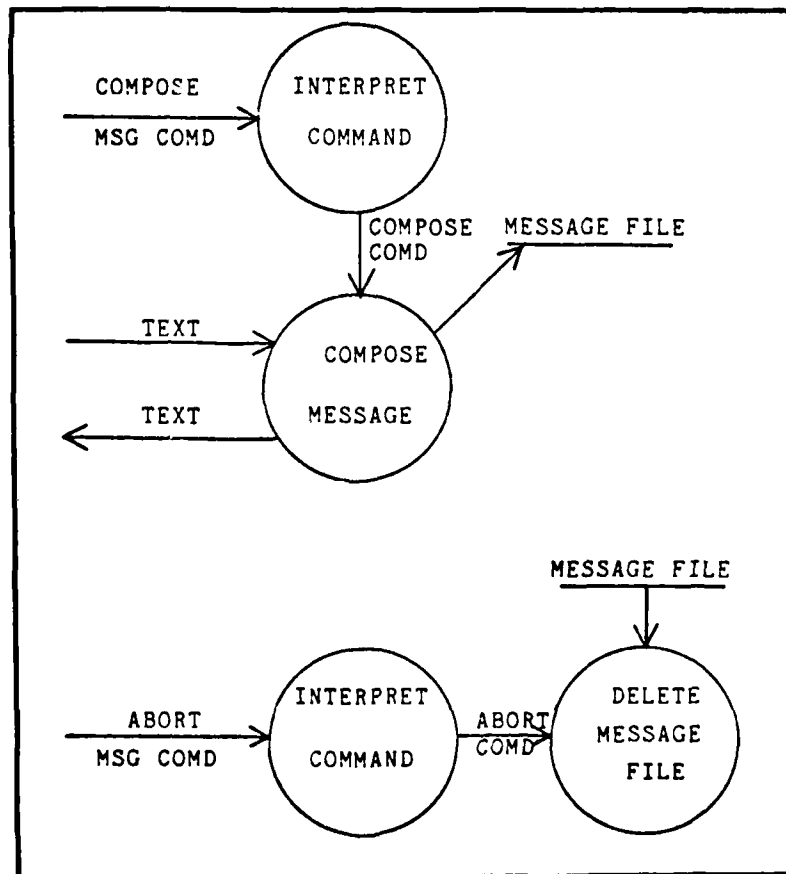 COMPOSE
MSG COMD
INTERPRET
COMMAND
COMPOSE
COMD
MESSAGE FILE
TEXT
COMPOSE
MESSAGE
TEXT
MESSAGE FILE
ABORT
MSG COMD
INTERPRET
COMMAND
ABORT
COMD
DELETE
MESSAGE
FILE